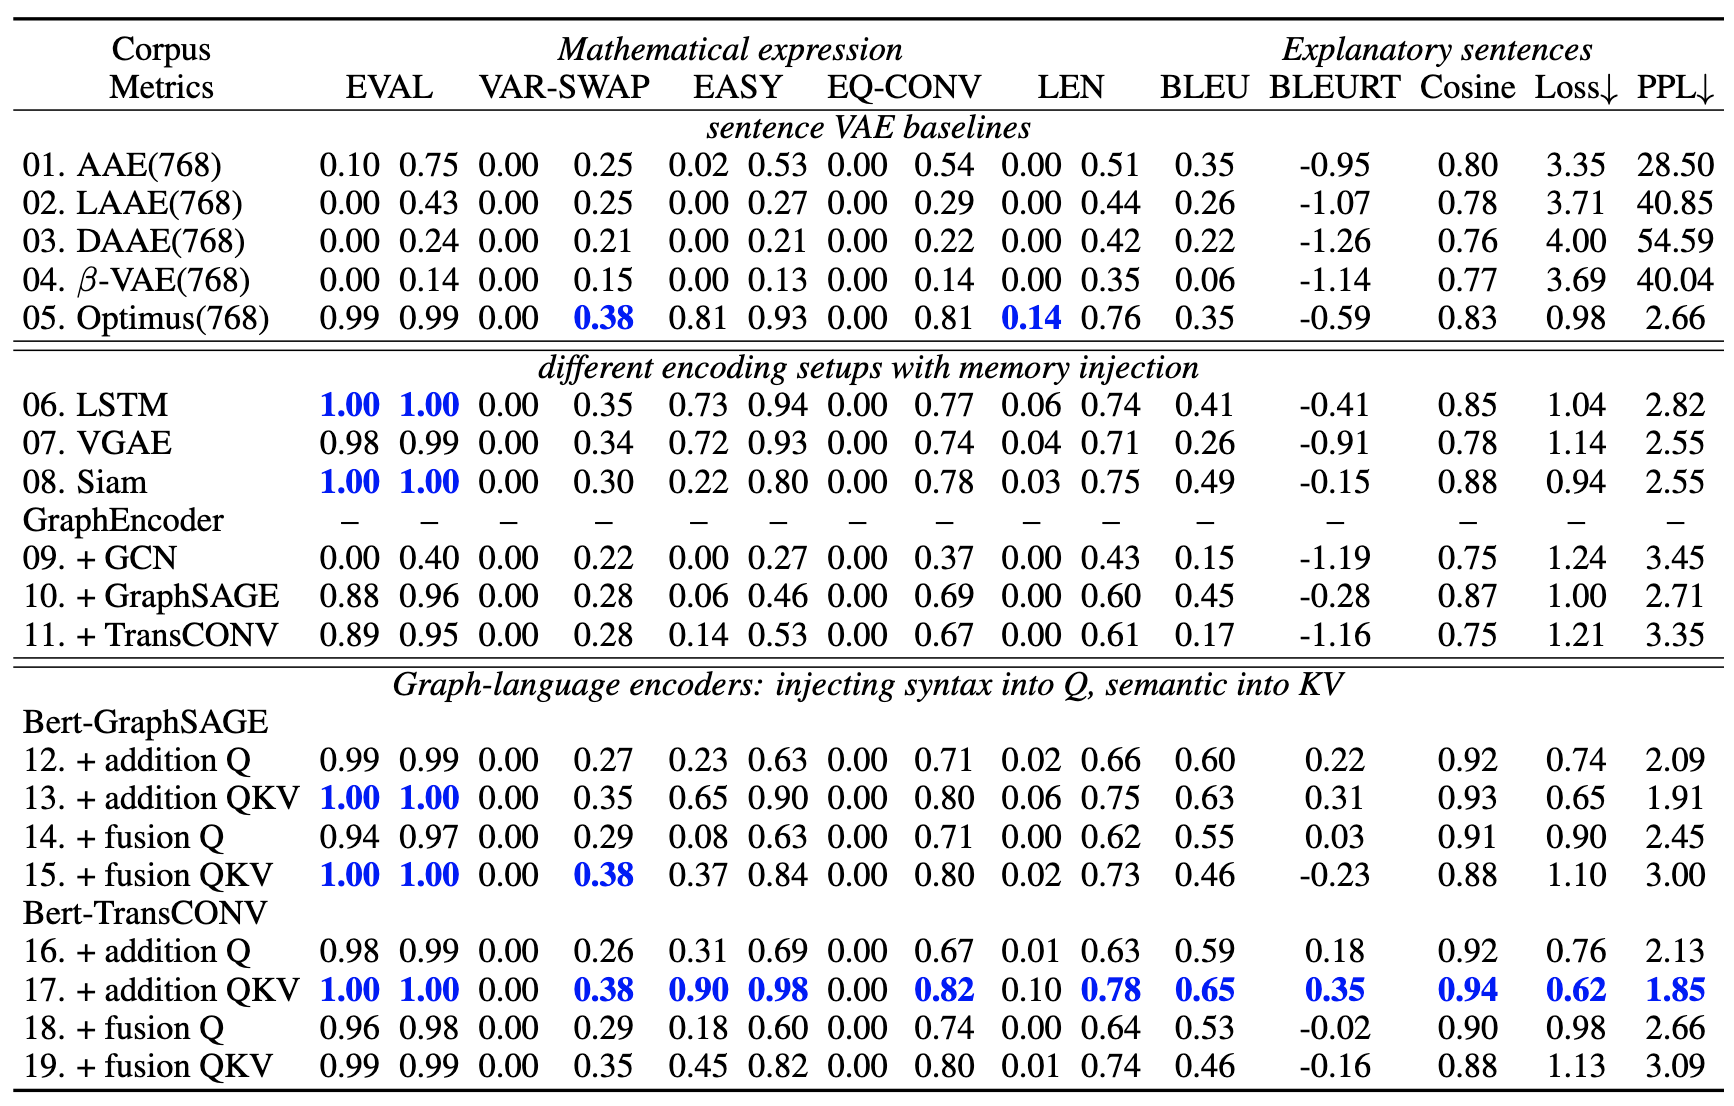 Corpus Mathematical expression Explanatory sentences
Metrics EVAL VAR-SWAP EASY EQ-CONV LEN BLEU BLEURT Cosine Loss↓ PPL↓
sentence VAE baselines
01. AAE(768) 0.10 0.75 0.00 0.25 0.02 0.53 0.00 0.54 0.00 0.51 0.35 -0.95 0.80 3.35 28.50
02. LAAE(768) 0.00 0.43 0.00 0.25 0.00 0.27 0.00 0.29 0.00 0.44 0.26 -1.07 0.78 3.71 40.85
03. DAAE(768) 0.00 0.24 0.00 0.21 0.00 0.21 0.00 0.22 0.00 0.42 0.22 -1.26 0.76 4.00 54.59
04. β-VAE(768) 0.00 0.14 0.00 0.15 0.00 0.13 0.00 0.14 0.00 0.35 0.06 -1.14 0.77 3.69 40.04
05. Optimus(768) 0.99 0.99 0.00 0.38 0.81 0.93 0.00 0.81 0.14 0.76 0.35 -0.59 0.83 0.98 2.66
different encoding setups with memory injection
06. LSTM 1.00 1.00 0.00 0.35 0.73 0.94 0.00 0.77 0.06 0.74 0.41 -0.41 0.85 1.04 2.82
07. VGAE 0.98 0.99 0.00 0.34 0.72 0.93 0.00 0.74 0.04 0.71 0.26 -0.91 0.78 1.14 2.55
08. Siam 1.00 1.00 0.00 0.30 0.22 0.80 0.00 0.78 0.03 0.75 0.49 -0.15 0.88 0.94 2.55
GraphEncoder – – – – – – – – – – – – – – –
09. + GCN 0.00 0.40 0.00 0.22 0.00 0.27 0.00 0.37 0.00 0.43 0.15 -1.19 0.75 1.24 3.45
10. + GraphSAGE 0.88 0.96 0.00 0.28 0.06 0.46 0.00 0.69 0.00 0.60 0.45 -0.28 0.87 1.00 2.71
11. + TransCONV 0.89 0.95 0.00 0.28 0.14 0.53 0.00 0.67 0.00 0.61 0.17 -1.16 0.75 1.21 3.35
Graph-language encoders: injecting syntax into Q, semantic into KV
Bert-GraphSAGE
12. + addition Q 0.99 0.99 0.00 0.27 0.23 0.63 0.00 0.71 0.02 0.66 0.60 0.22 0.92 0.74 2.09
13. + addition QKV 1.00 1.00 0.00 0.35 0.65 0.90 0.00 0.80 0.06 0.75 0.63 0.31 0.93 0.65 1.91
14. + fusion Q 0.94 0.97 0.00 0.29 0.08 0.63 0.00 0.71 0.00 0.62 0.55 0.03 0.91 0.90 2.45
15. + fusion QKV 1.00 1.00 0.00 0.38 0.37 0.84 0.00 0.80 0.02 0.73 0.46 -0.23 0.88 1.10 3.00
Bert-TransCONV
16. + addition Q 0.98 0.99 0.00 0.26 0.31 0.69 0.00 0.67 0.01 0.63 0.59 0.18 0.92 0.76 2.13
17. + addition QKV 1.00 1.00 0.00 0.38 0.90 0.98 0.00 0.82 0.10 0.78 0.65 0.35 0.94 0.62 1.85
18. + fusion Q 0.96 0.98 0.00 0.29 0.18 0.60 0.00 0.74 0.00 0.64 0.53 -0.02 0.90 0.98 2.66
19. + fusion QKV 0.99 0.99 0.00 0.35 0.45 0.82 0.00 0.80 0.01 0.74 0.46 -0.16 0.88 1.13 3.09